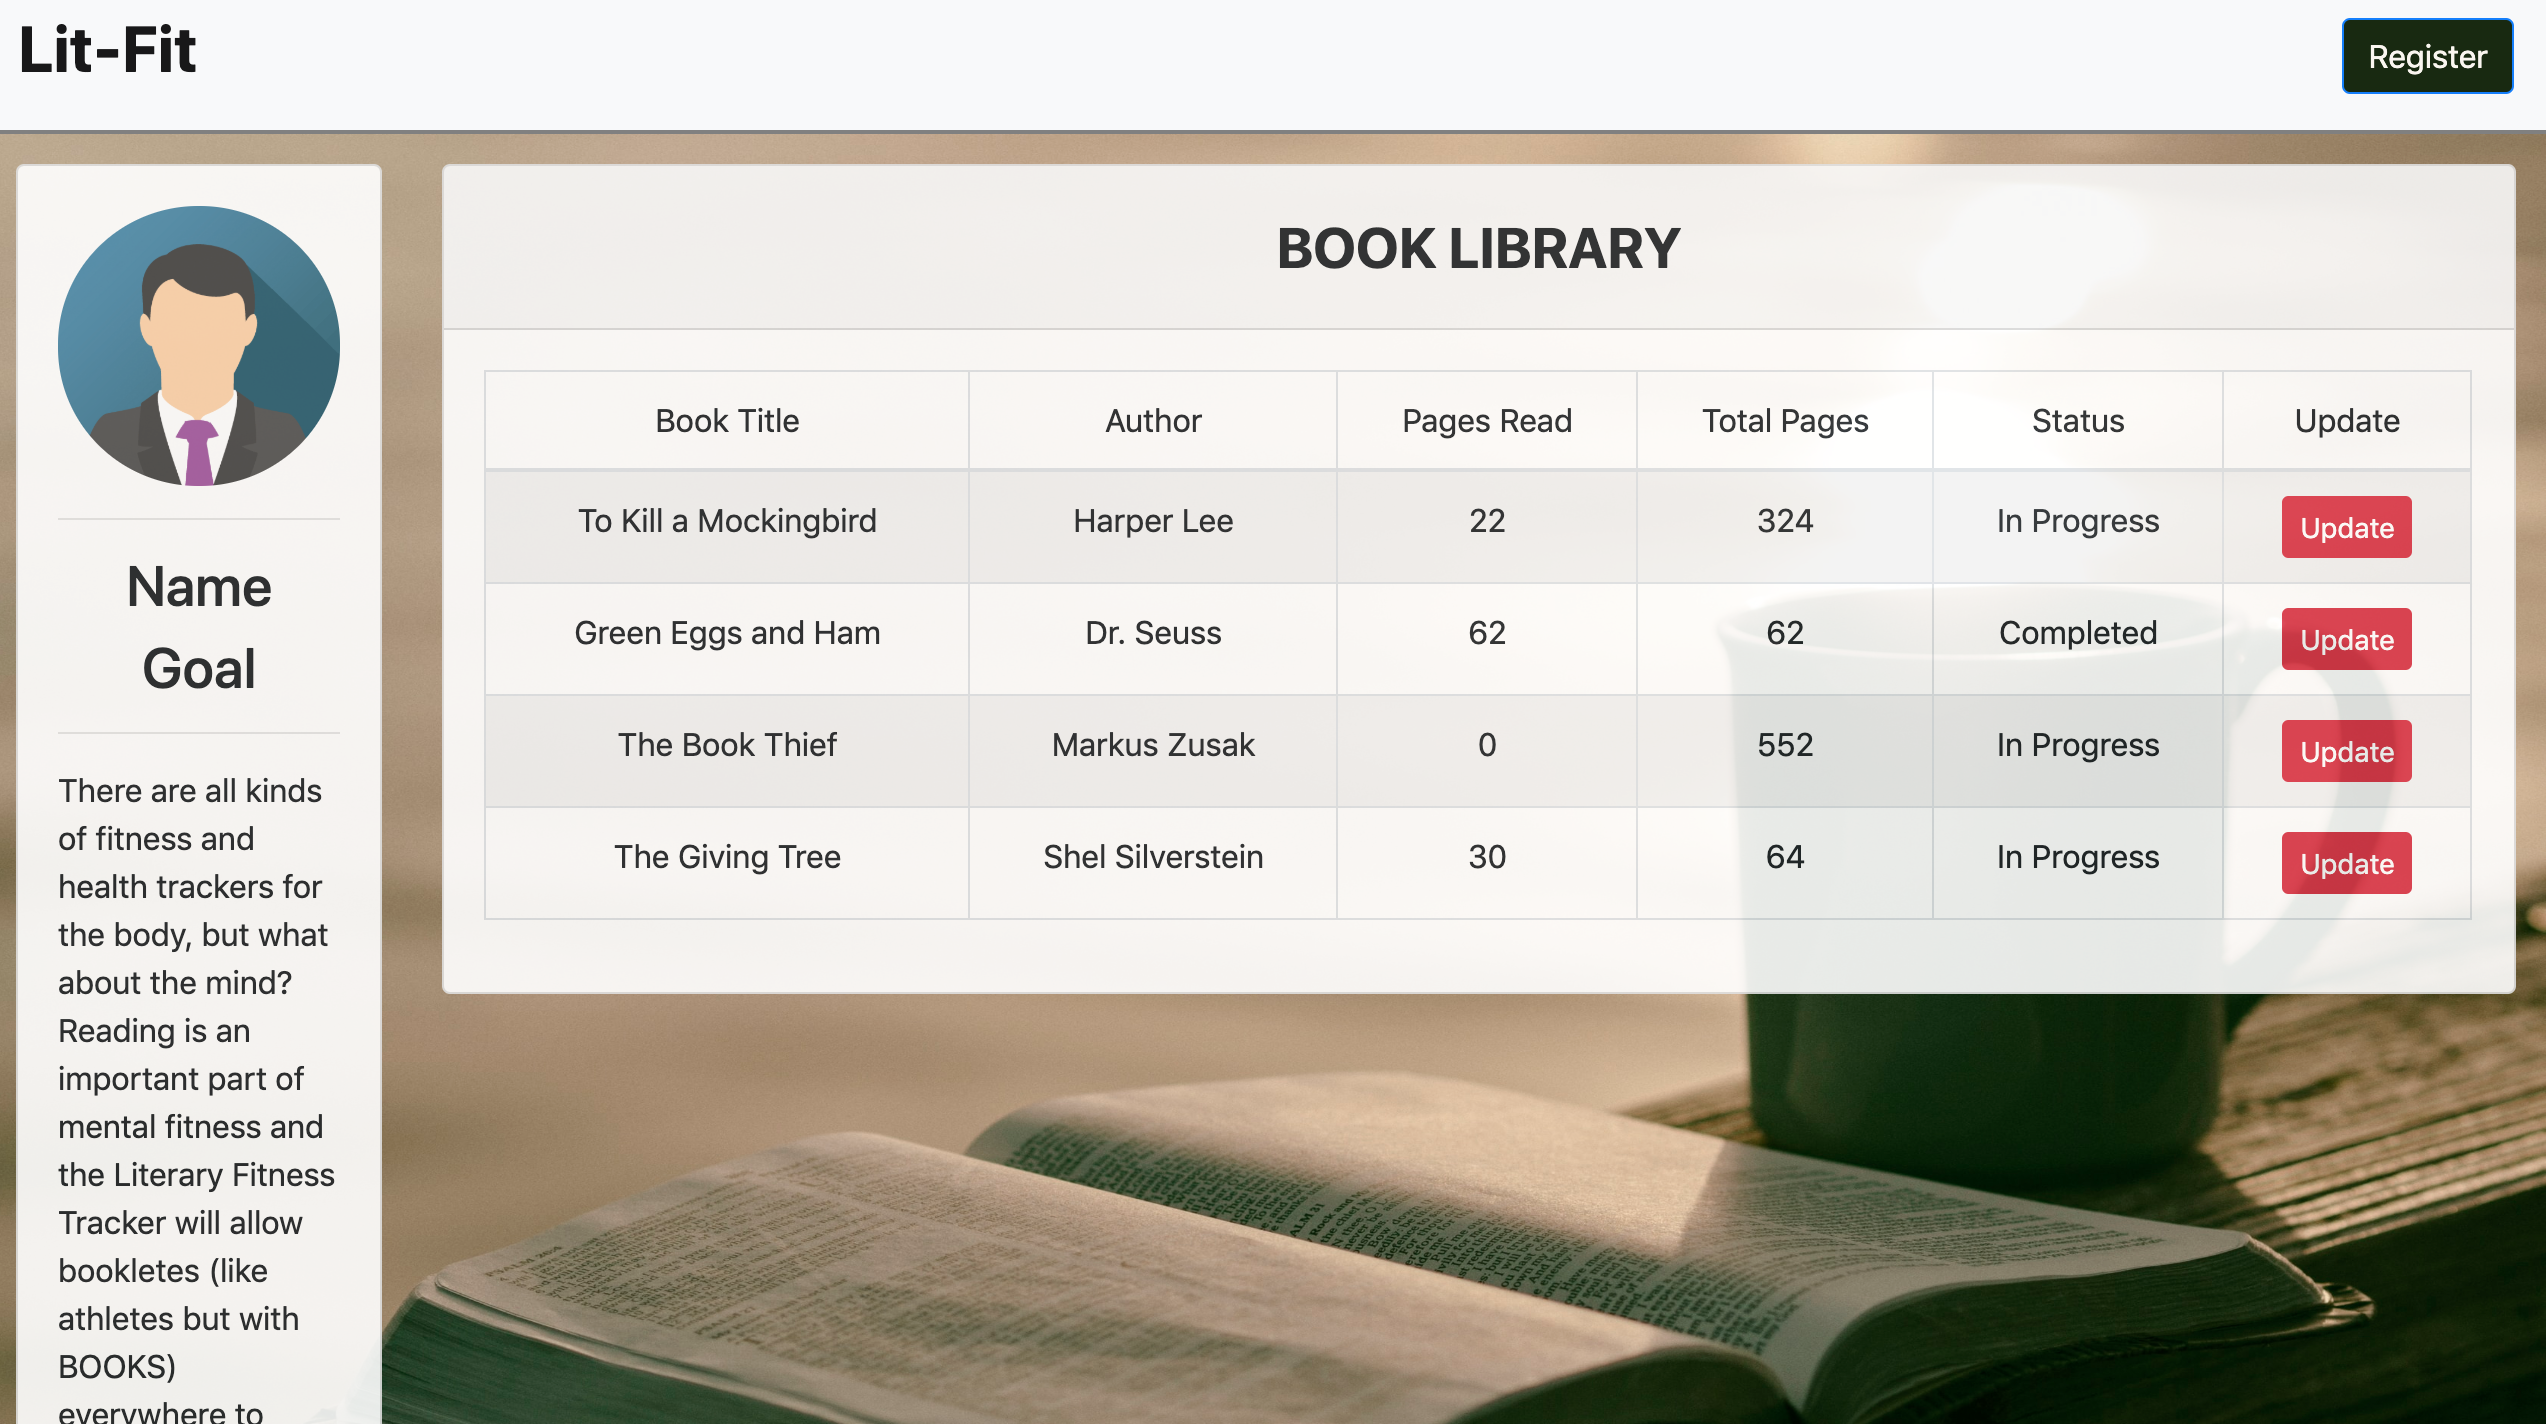 Lit-Fit
Register
Name
Goal
There are all kinds
of fitness and
health trackers for
the body, but what
about the mind?
Reading is an
important part of
mental fitness and
the Literary Fitness
Tracker will allow
bookletes (like
athletes but with
BOOKS)
everywhere to
BOOK LIBRARY
Book Title Author Pages Read Total Pages Status Update
To Kill a Mockingbird Harper Lee 22 324 In Progress Update
Green Eggs and Ham Dr. Seuss 62 62 Completed Update
The Book Thief Markus Zusak 0 552 In Progress Update
The Giving Tree Shel Silverstein 30 64 In Progress Update